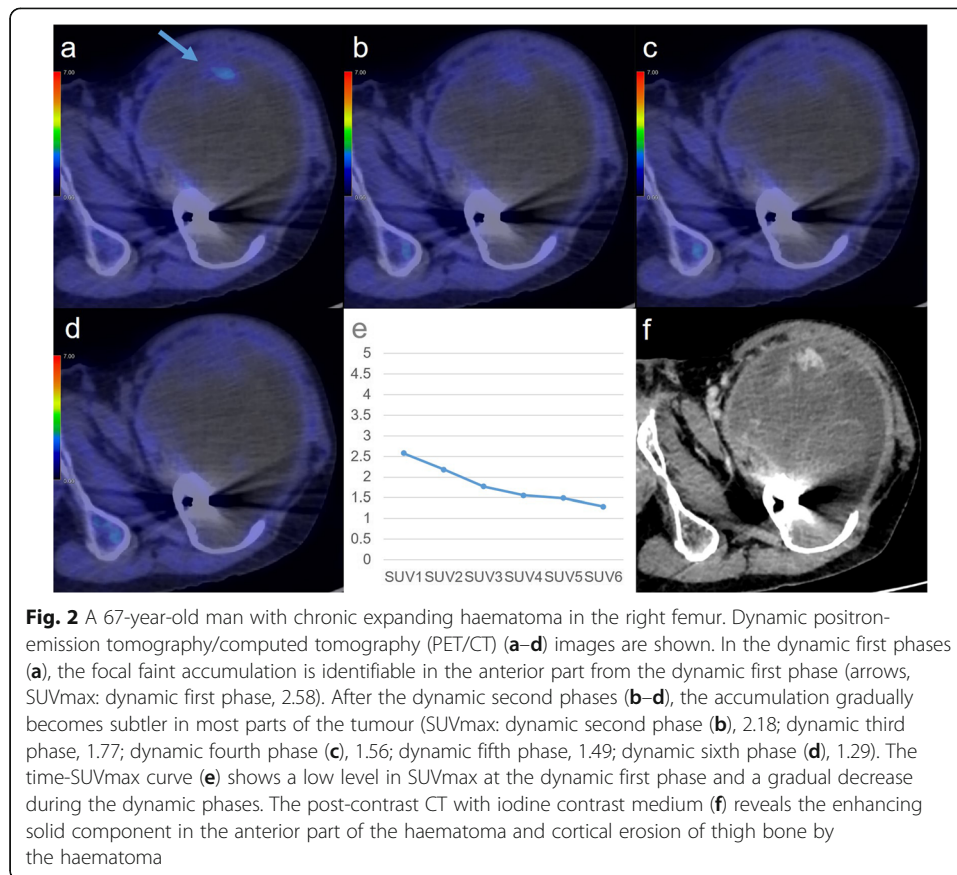 a
b
c
7.00
7.00
7.00
0.00
0.00
0.00
d
e
f
7.00
0.00
5
4.5
4
3.5
3
2.5
2
1.5
1
0.5
0
SUV1 SUV2 SUV3 SUV4 SUV5 SUV6
Fig. 2 A 67-year-old man with chronic expanding haematoma in the right femur. Dynamic positron-
emission tomography/computed tomography (PET/CT) (a–d) images are shown. In the dynamic first phases
(a), the focal faint accumulation is identifiable in the anterior part from the dynamic first phase (arrows,
SUVmax: dynamic first phase, 2.58). After the dynamic second phases (b–d), the accumulation gradually
becomes subtler in most parts of the tumour (SUVmax: dynamic second phase (b), 2.18; dynamic third
phase, 1.77; dynamic fourth phase (c), 1.56; dynamic fifth phase, 1.49; dynamic sixth phase (d), 1.29). The
time-SUVmax curve (e) shows a low level in SUVmax at the dynamic first phase and a gradual decrease
during the dynamic phases. The post-contrast CT with iodine contrast medium (f) reveals the enhancing
solid component in the anterior part of the haematoma and cortical erosion of thigh bone by
the haematoma